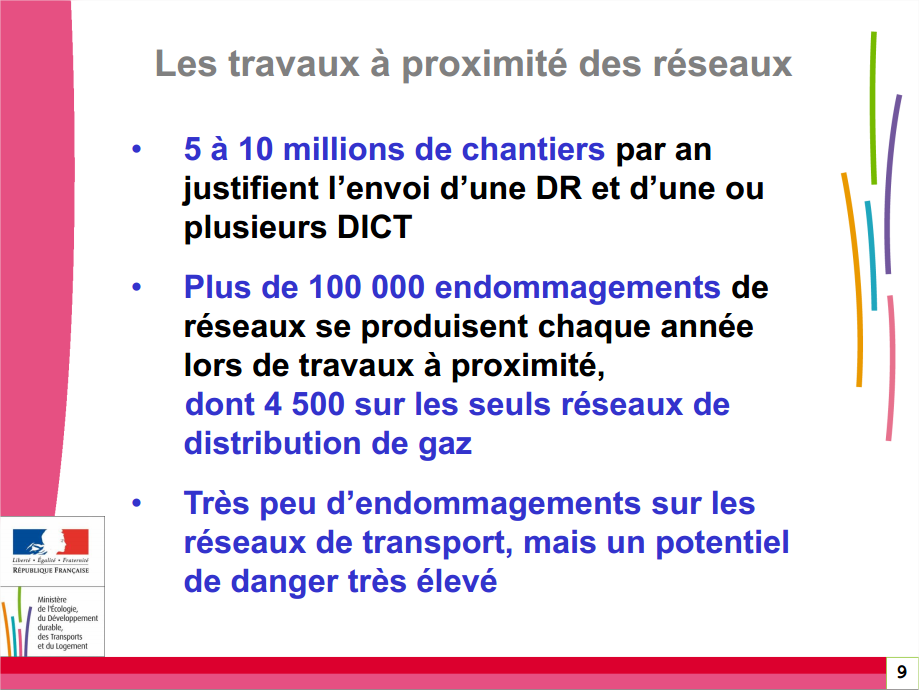 Les travaux à proximité des réseaux
• 5 à 10 millions de chantiers par an
justifient l’envoi d’une DR et d’une ou
plusieurs DICT
• Plus de 100 000 endommagements de
réseaux se produisent chaque année
lors de travaux à proximité,
dont 4 500 sur les seuls réseaux de
distribution de gaz
• Très peu d’endommagements sur les
réseaux de transport, mais un potentiel
de danger très élevé
Liberté • Égalité • Fraternité
RÉPUBLIQUE FRANÇAISE
Ministère
de l'Écologie,
du Développement
durable,
des Transports
et du Logement
9